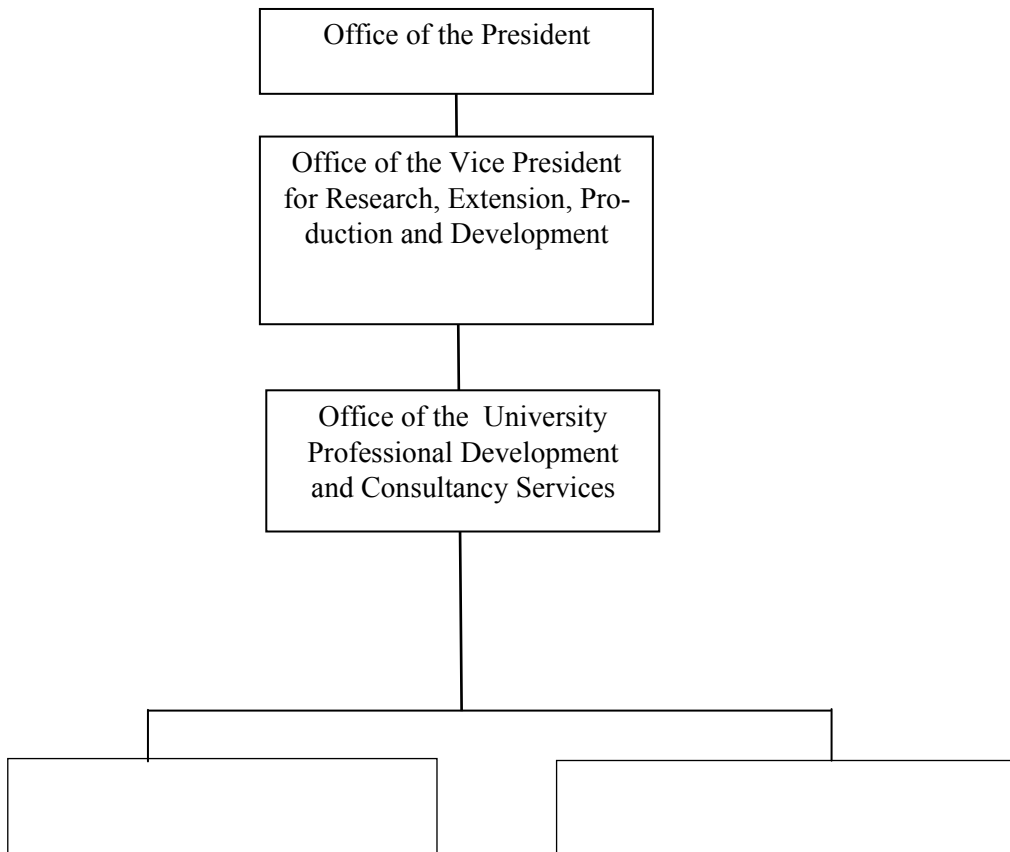 Office of the President
Office of the Vice President
for Research, Extension, Pro-
duction and Development
Office of the  University
Professional Development
and Consultancy Services